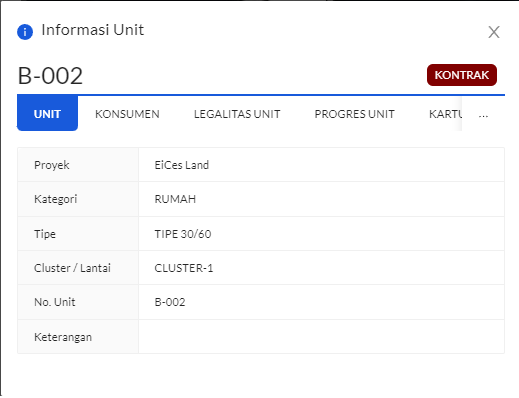 Informasi Unit
B-002 KONTRAK
UNIT KONSUMEN LEGALITAS UNIT PROGRES UNIT ...
Proyek EiCes Land
Kategori RUMAH
Tipe TIPE 30/60
Cluster / Lantai CLUSTER-1
No. Unit B-002
Keterangan